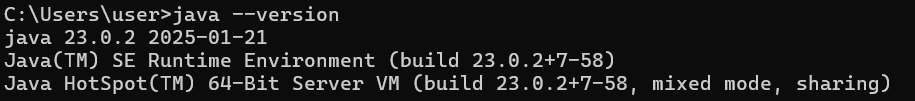 C:\Users\user>java --version
java 23.0.2 2025-01-21
Java(TM) SE Runtime Environment (build 23.0.2+7-58)
Java HotSpot(TM) 64-Bit Server VM (build 23.0.2+7-58, mixed mode, sharing)